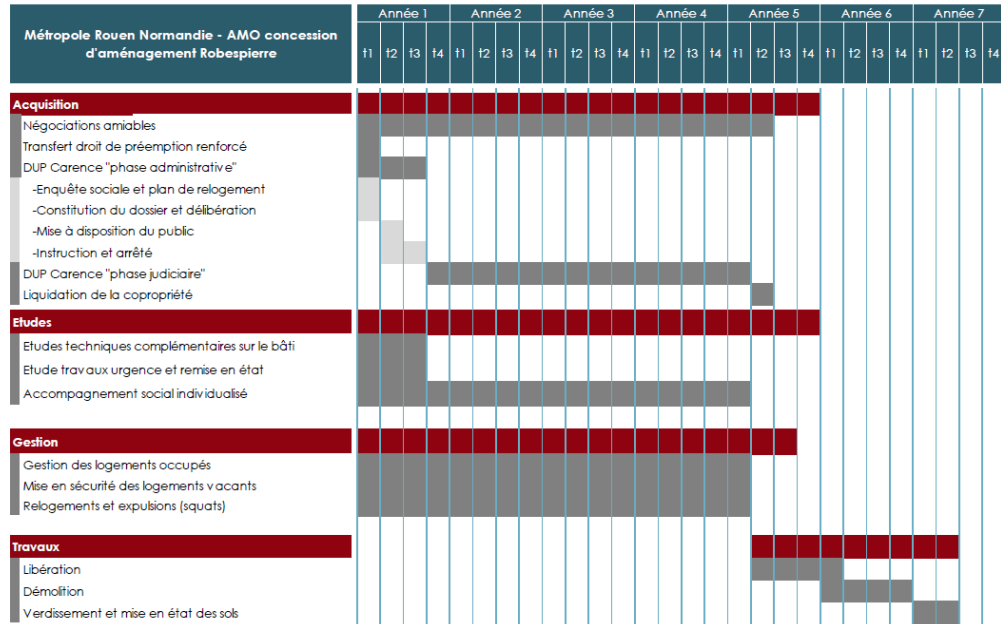 Métropole Rouen Normandie - AMO concession
d'aménagement Robespierre
Année 1 Année 2 Année 3 Année 4 Année 5 Année 6 Année 7
t1 t2 t3 t4 t1 t2 t3 t4 t1 t2 t3 t4 t1 t2 t3 t4 t1 t2 t3 t4 t1 t2 t3 t4 t1 t2 t3 t4
Acquisition
Négociations amiables
Transfert droit de préemption renforcé
DUP Carence "phase administrative"
-Enquête sociale et plan de relogement
-Constitution du dossier et délibération
-Mise à disposition du public
-Instruction et arrêté
DUP Carence "phase judiciaire"
Liquidation de la copropriété
Etudes
Etudes techniques complémentaires sur le bâti
Etude travaux urgence et remise en état
Accompagnement social individualisé
Gestion
Gestion des logements occupés
Mise en sécurité des logements vacants
Relogements et expulsions (squats)
Travaux
Libération
Démolition
Verdissement et mise en état des sols